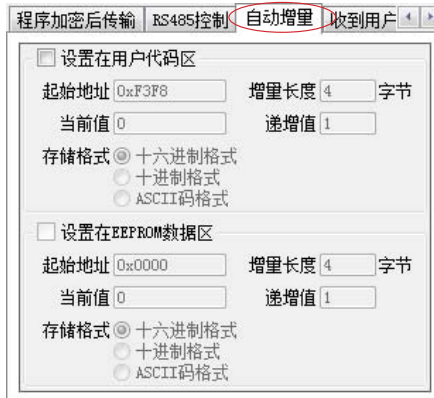 程序加密后传输 RS485控制 自动增量 收到用户
设置在用户代码区
起始地址 0xF3F8 增量长度 4 字节
当前值 0 递增值 1
存储格式 十六进制格式
十进制格式
ASCII码格式
设置在EEPROM数据区
起始地址 0x0000 增量长度 4 字节
当前值 0 递增值 1
存储格式 十六进制格式
十进制格式
ASCII码格式